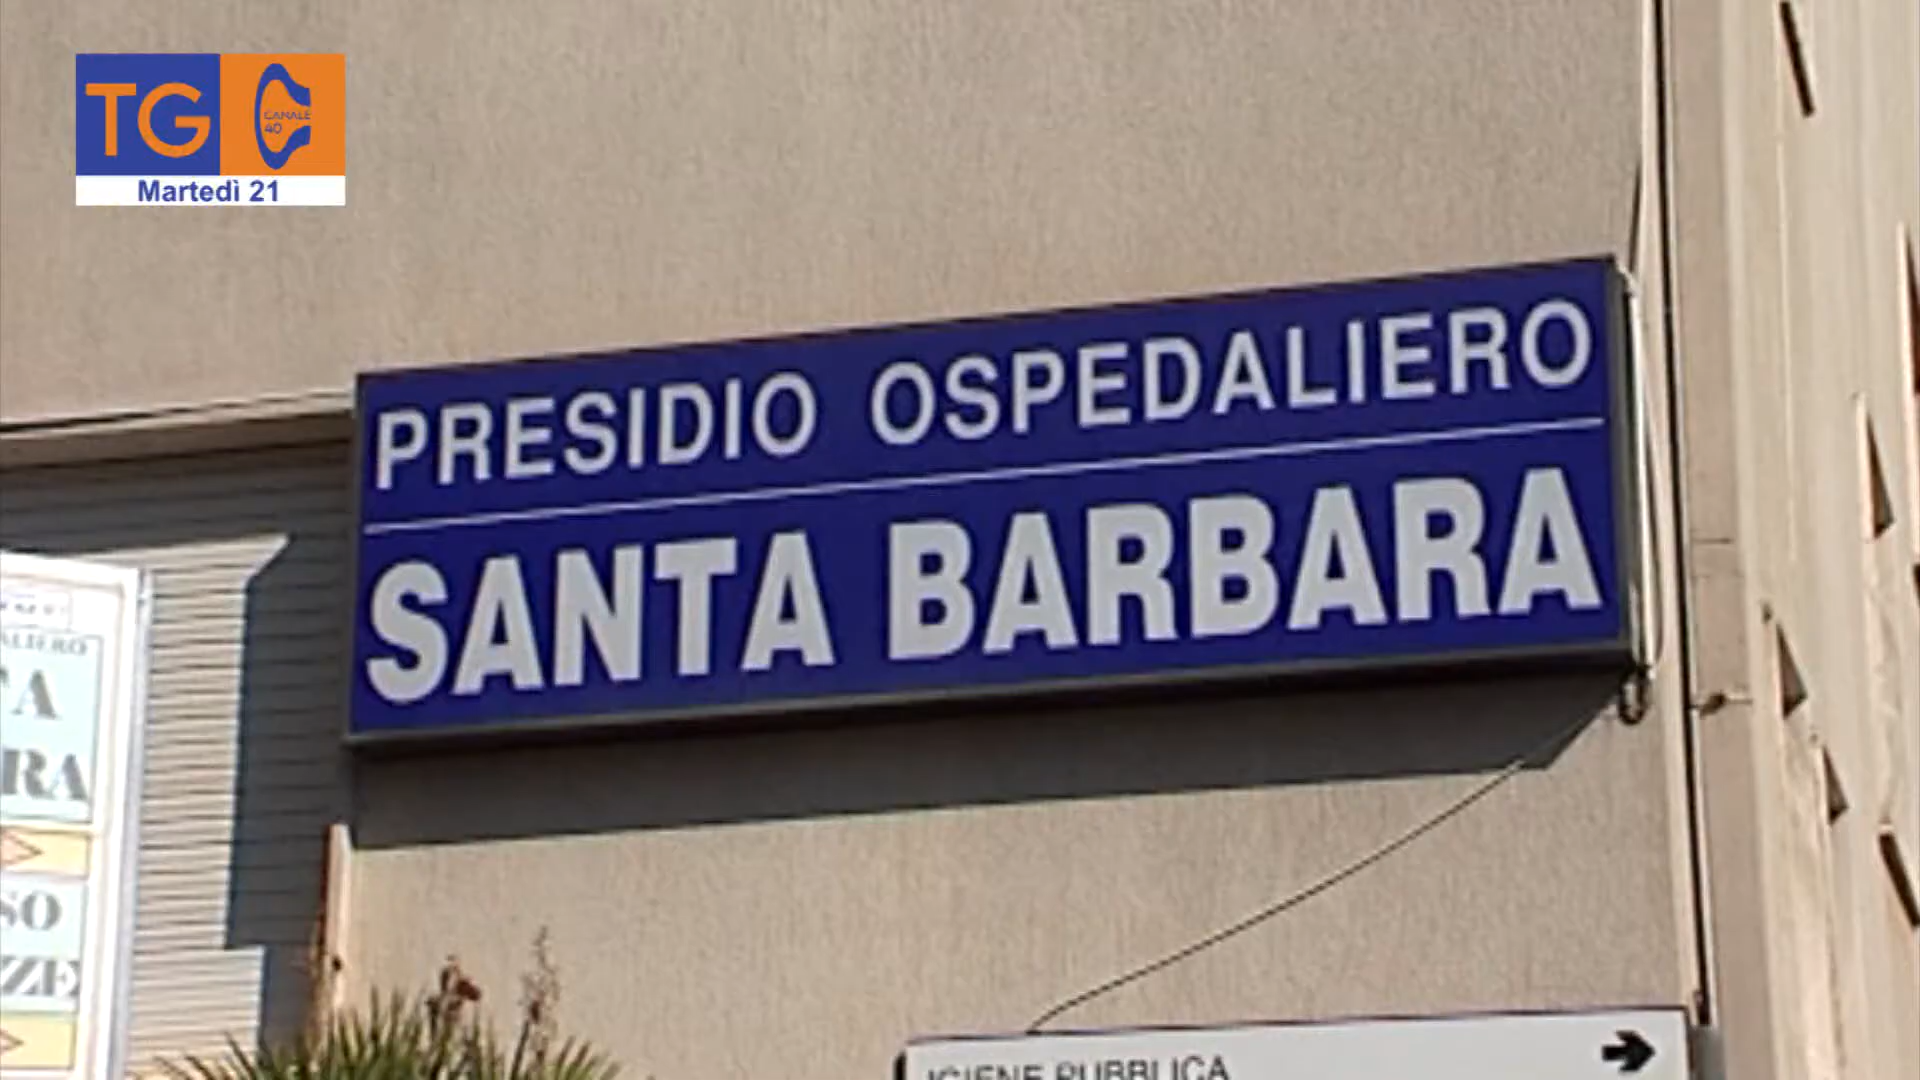 TG
CANALE
40
Martedì 21
PRESIDIO OSPEDALIERO
SANTA BARBARA
IGIENE PUBBLICA